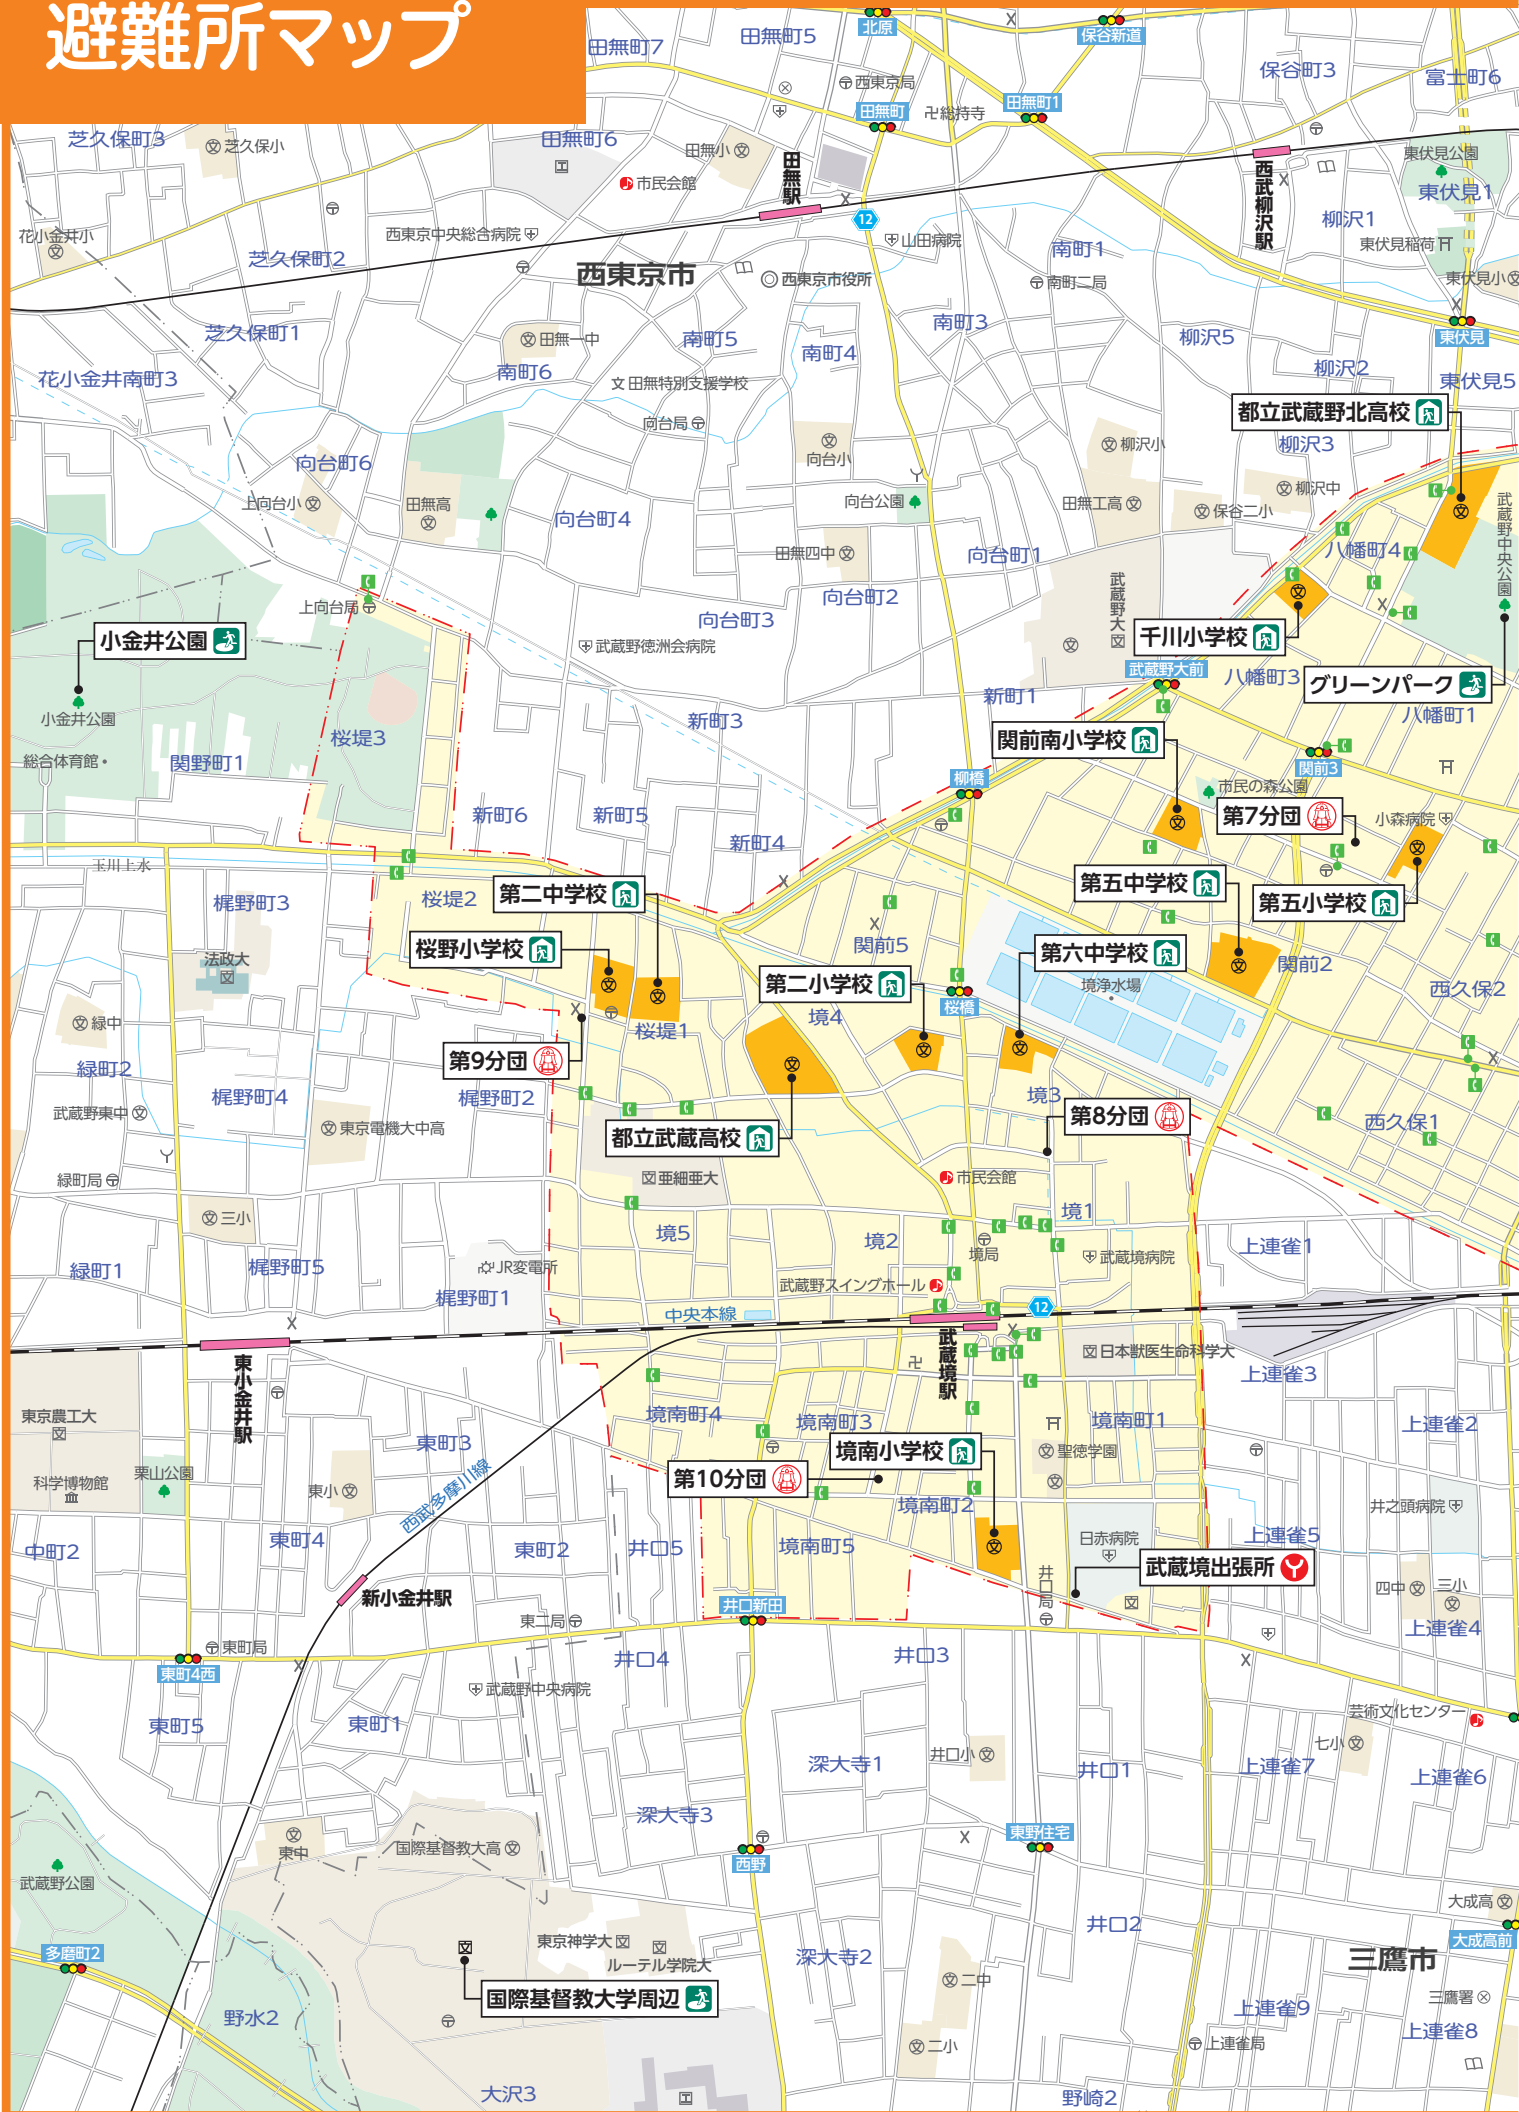 避難所マップ
田無町7
田無町5
北原
保谷新道
保谷町3
富士町6
西東京局
田無町
総持寺
田無町1
芝久保町3
芝久保小
田無町6
田無小
市民会館
田無駅
西武柳沢駅
東伏見公園
東伏見1
柳沢1
花小金井小
西東京中央総合病院
12
山田病院
南町1
東伏見稲荷
芝久保町2
西東京市
西東京市役所
南町二局
東伏見小
芝久保町1
田無一中
南町5
南町4
南町3
柳沢5
東伏見
花小金井南町3
南町6
田無特別支援学校
柳沢2
東伏見5
向台局
都立武蔵野北高校
向台町6
向台小
柳沢小
柳沢3
上向台小
田無高
向台公園
田無工高
柳沢中
保谷二小
向台町4
武蔵野中央公園
田無四中
向台町1
八幡町4
上向台局
向台町3
向台町2
武蔵野大
小金井公園
武蔵野徳洲会病院
千川小学校
武蔵野大前
八幡町3
グリーンパーク
小金井公園
新町3
新町1
八幡町1
桜堤3
関前南小学校
総合体育館
関野町1
柳橋
関前3
市民の森公園
新町6
新町5
第7分団
小森病院
新町4
玉川上水
第五中学校
梶野町3
桜堤2
第二中学校
第五小学校
桜野小学校
関前5
第六中学校
法政大
第二小学校
関前2
境浄水場
桜橋
西久保2
緑中
桜堤1
境4
第9分団
緑町2
梶野町4
梶野町2
境3
武蔵野東中
東京電機大中高
第8分団
西久保1
都立武蔵高校
緑町局
亜細亜大
市民会館
三小
境5
境2
境1
境局
武蔵境病院
上連雀1
緑町1
梶野町5
JR変電所
武蔵野スイングホール
梶野町1
中央本線
12
武蔵境駅
日本獣医生命科学大
東小金井駅
上連雀3
東京農工大
境南町4
境南町3
境南町1
上連雀2
東町3
境南小学校
聖徳学園
科学博物館
栗山公園
第10分団
西武多摩川線
東小
境南町2
井之頭病院
中町2
東町4
東町2
井口5
境南町5
日赤病院
上連雀5
武蔵境出張所
井口局
四中
三小
新小金井駅
井口新田
東二局
上連雀4
東町局
東町4西
井口4
井口3
武蔵野中央病院
東町5
東町1
芸術文化センター
七小
深大寺1
井口小
井口1
上連雀7
上連雀6
深大寺3
東中
国際基督教大高
西野
東野住宅
武蔵野公園
大成高
井口2
東京神学大
ルーテル学院大
多磨町2
深大寺2
大成高前
三鷹市
二中
国際基督教大学周辺
三鷹署
野水2
上連雀9
上連雀8
二小
上連雀局
大沢3
野崎2